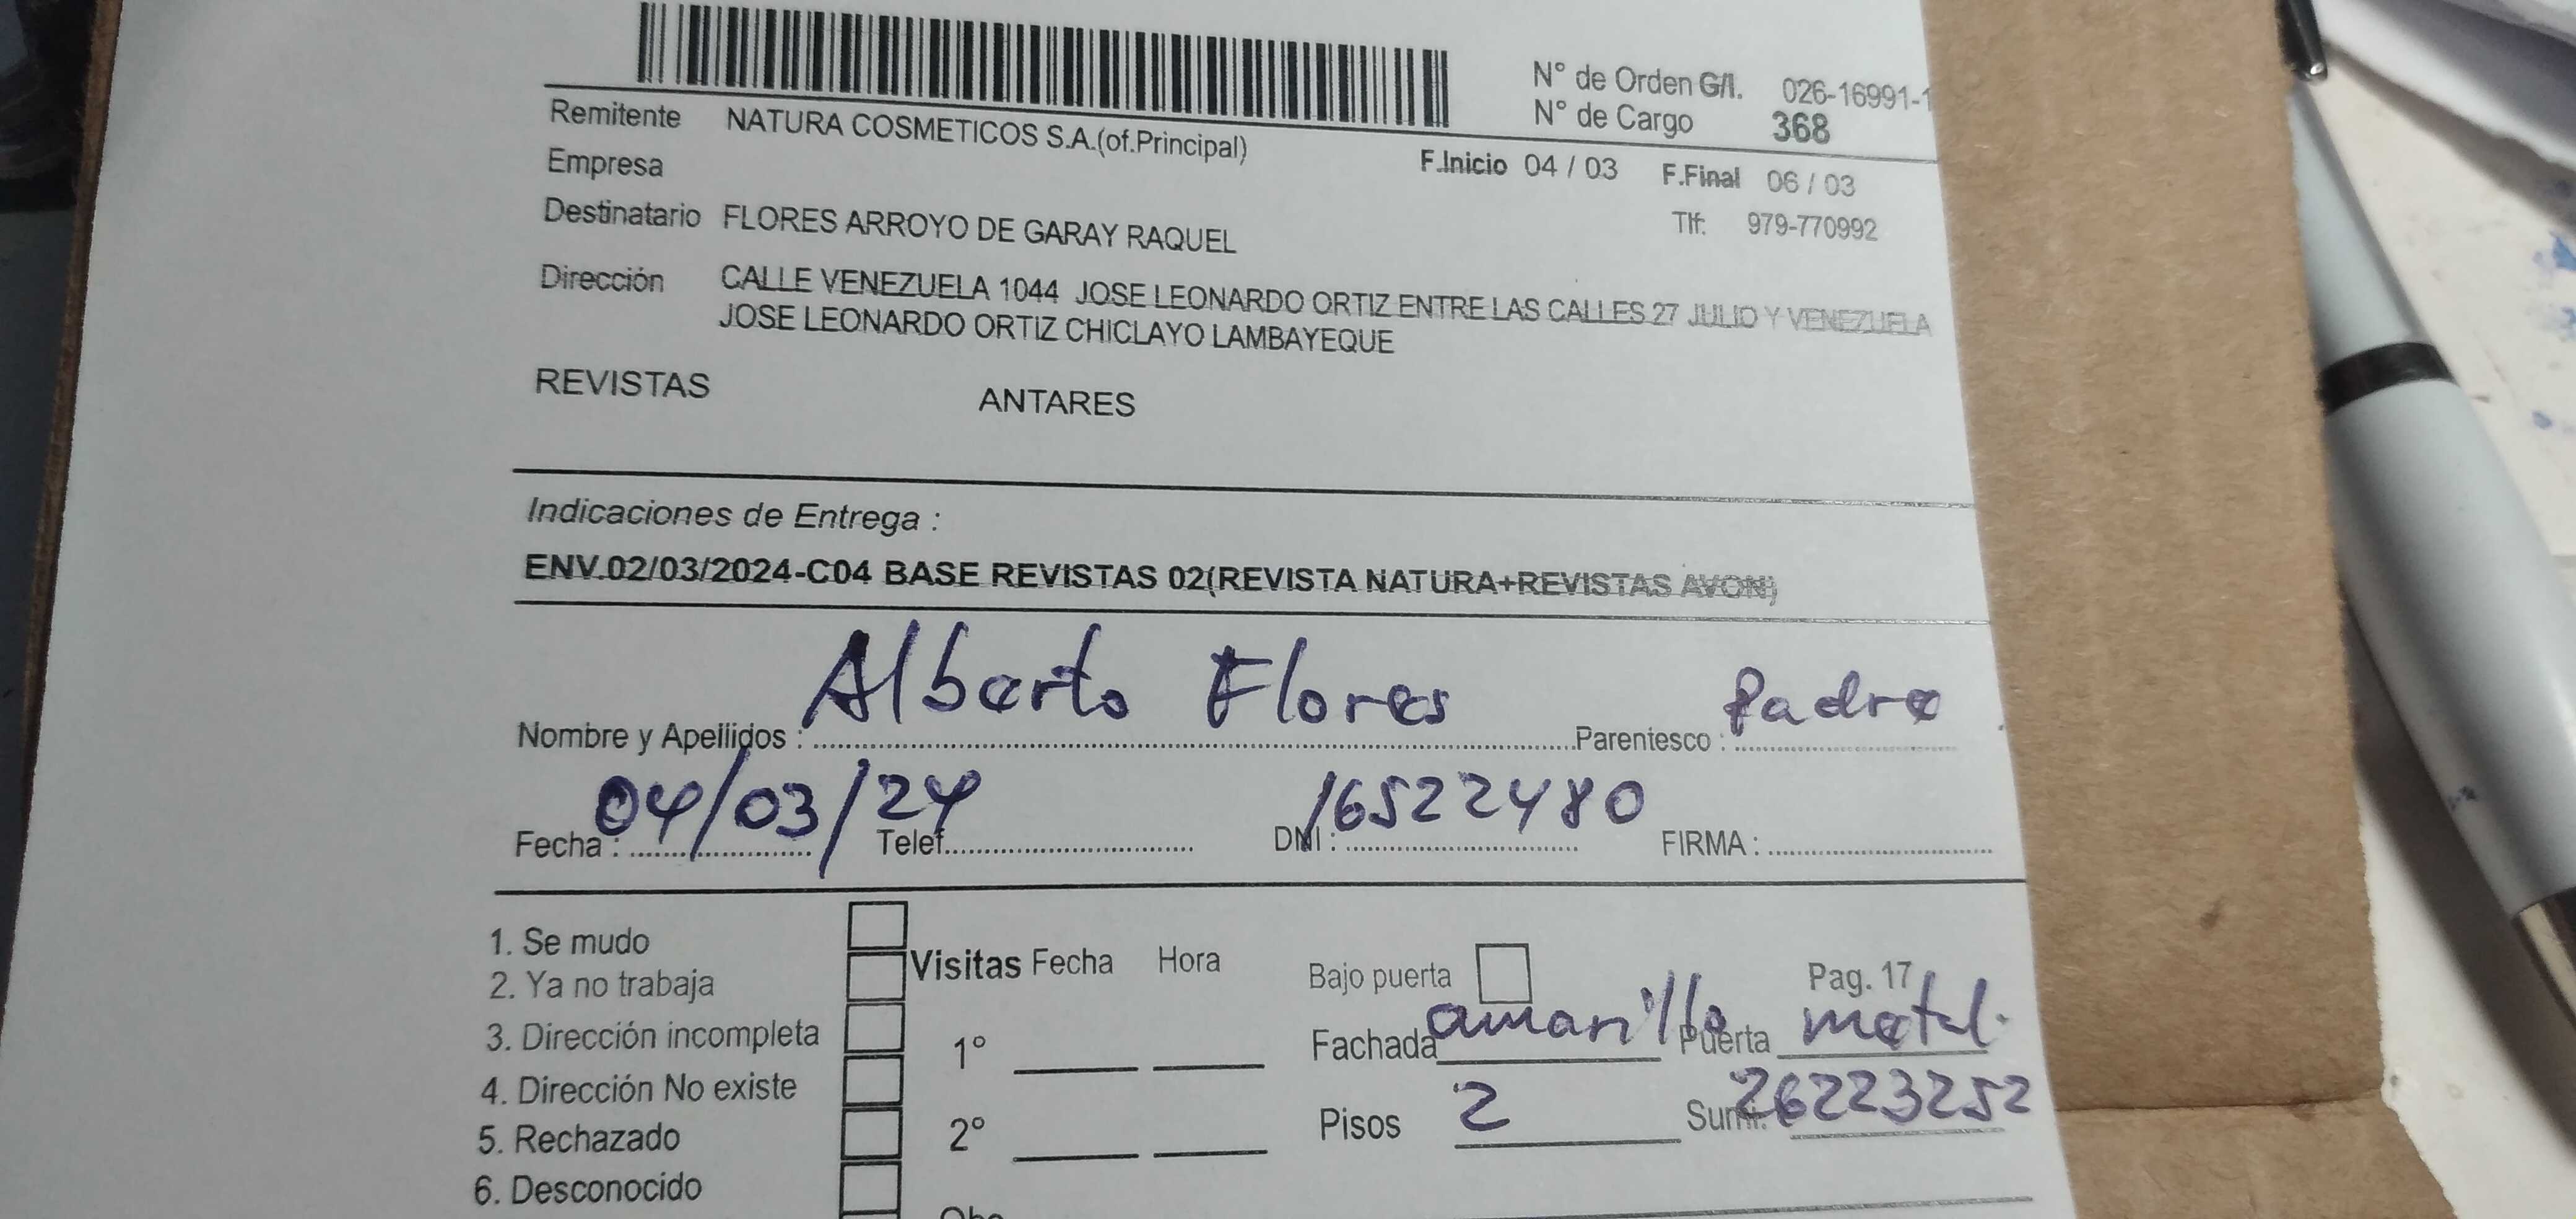 N° de Orden G/I. 026-16991-1
N° de Cargo 368
Remitente NATURA COSMETICOS S.A.(of.Principal)
Empresa F.Inicio 04 / 03 F.Final 06 / 03
Destinatario FLORES ARROYO DE GARAY RAQUEL Tlf: 979-770992
Dirección CALLE VENEZUELA 1044 JOSE LEONARDO ORTIZ ENTRE LAS CALLES 27 JULIO Y VENEZUELA
JOSE LEONARDO ORTIZ CHICLAYO LAMBAYEQUE
REVISTAS ANTARES
Indicaciones de Entrega :
ENV.02/03/2024-C04 BASE REVISTAS 02(REVISTA NATURA+REVISTAS AVON)
Nombre y Apellidos : Alberto Flores Parentesco : Padre
Fecha : 04/03/24 Telef. DNI : 16522480 FIRMA :
1. Se mudo
2. Ya no trabaja
3. Dirección incompleta
4. Dirección No existe
5. Rechazado
6. Desconocido
Visitas Fecha Hora
1°
2°
Bajo puerta Pag. 17
Fachada amarillo Puerta metal.
Pisos 2 Sumi: 26223252